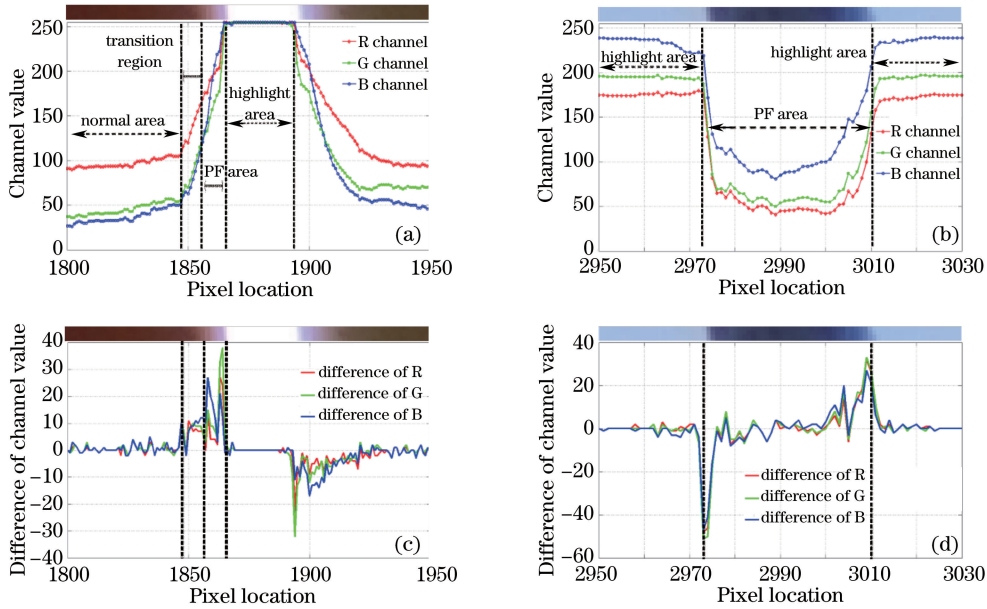 250
200
150
100
50
0
Channel value
transition
region
R channel
G channel
B channel
highlight
area
normal area
PF area
(a)
1800
1850
1900
1950
Pixel location
250
200
150
100
50
0
Channel value
highlight area
highlight area
PF area
R channel
G channel
B channel
(b)
2950
2970
2990
3010
3030
Pixel location
40
30
20
10
0
-10
-20
-30
-40
Difference of channel value
difference of R
difference of G
difference of B
(c)
1800
1850
1900
1950
Pixel location
40
20
0
-20
-40
-60
Difference of channel value
difference of R
difference of G
difference of B
(d)
2950
2970
2990
3010
3030
Pixel location